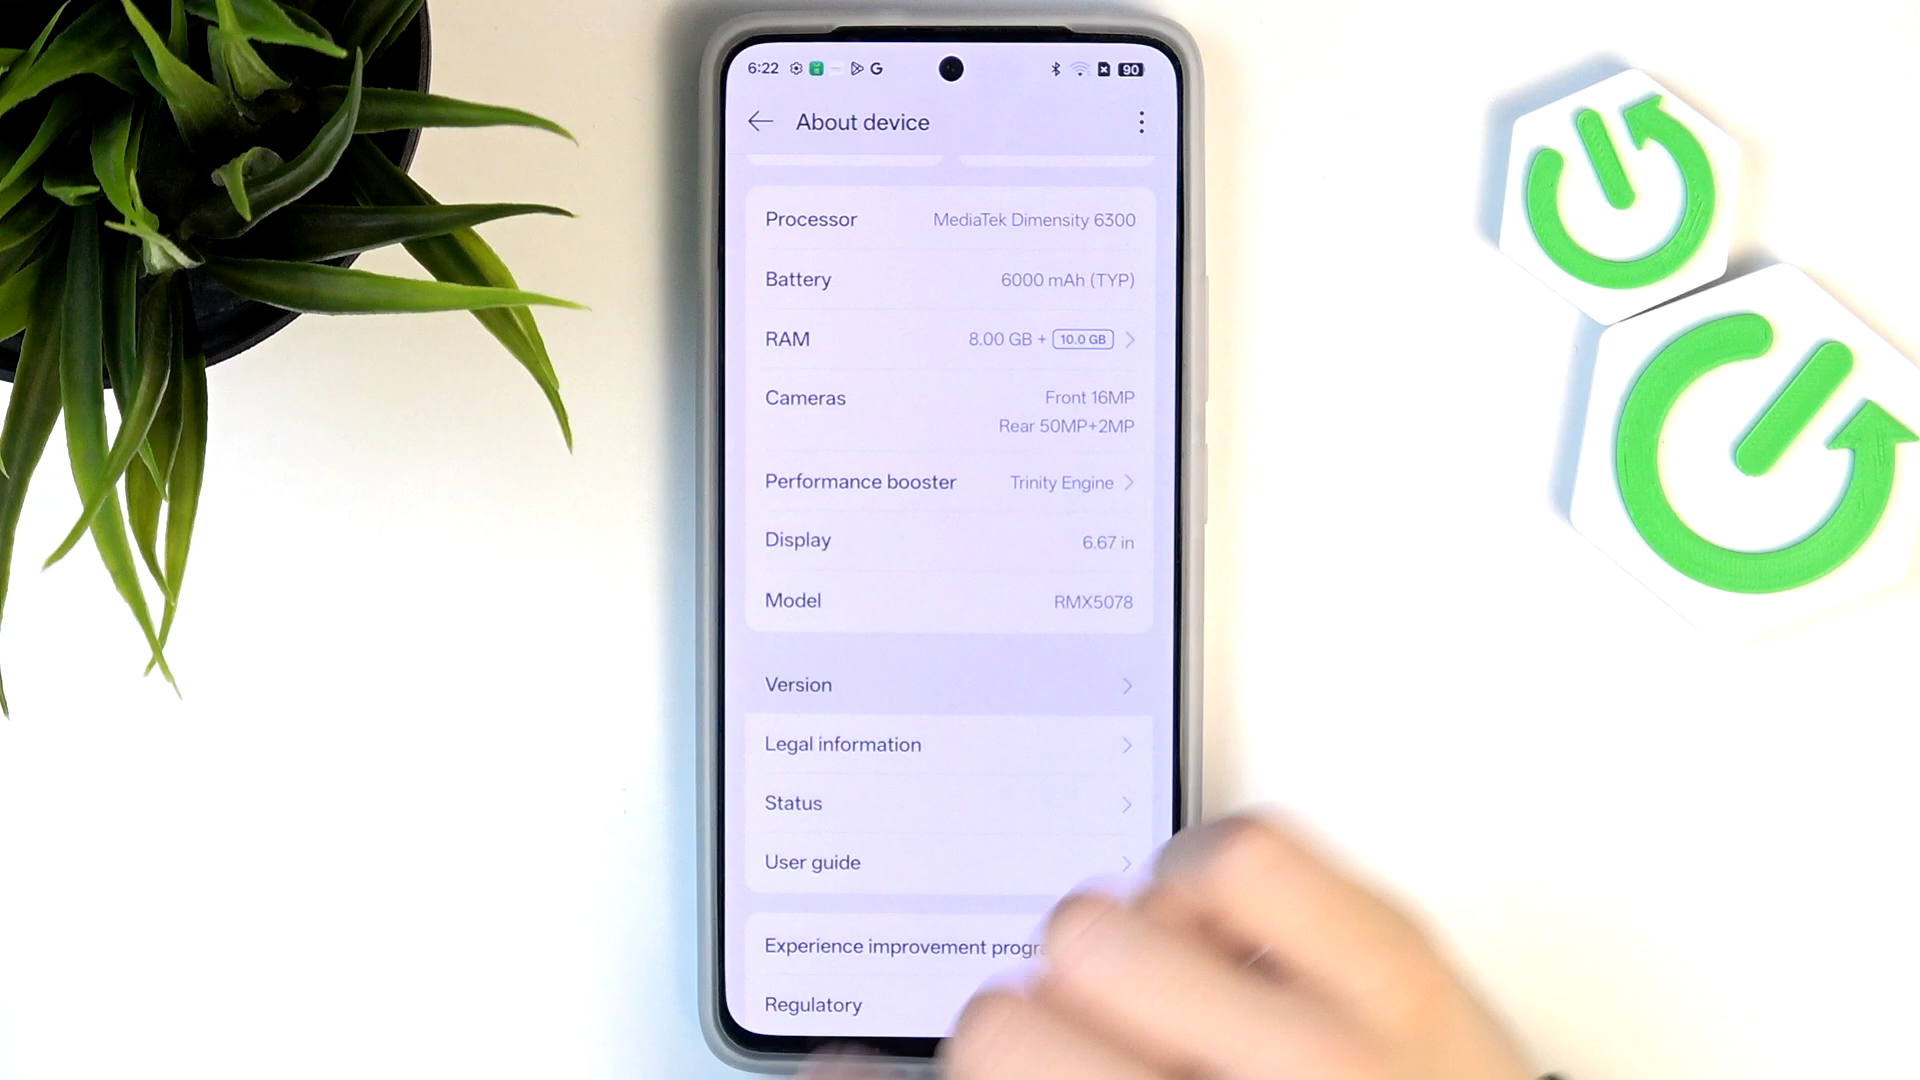 6:22 G 90
About device
Processor MediaTek Dimensity 6300
Battery 6000 mAh (TYP)
RAM 8.00 GB + 10.0 GB
Cameras Front 16MP
Rear 50MP+2MP
Performance booster Trinity Engine
Display 6.67 in
Model RMX5078
Version
Legal information
Status
User guide
Experience improvement progr
Regulatory